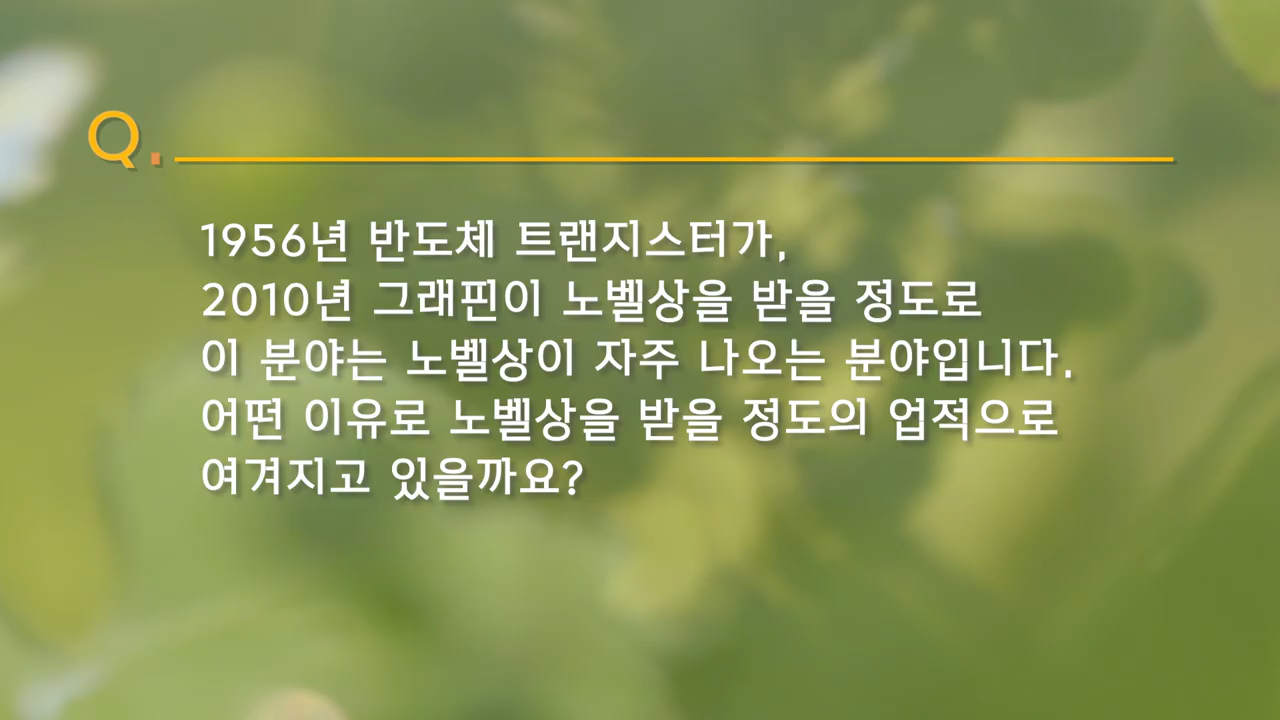 Q.
1956년 반도체 트랜지스터가,
2010년 그래핀이 노벨상을 받을 정도로
이 분야는 노벨상이 자주 나오는 분야입니다.
어떤 이유로 노벨상을 받을 정도의 업적으로
여겨지고 있을까요?